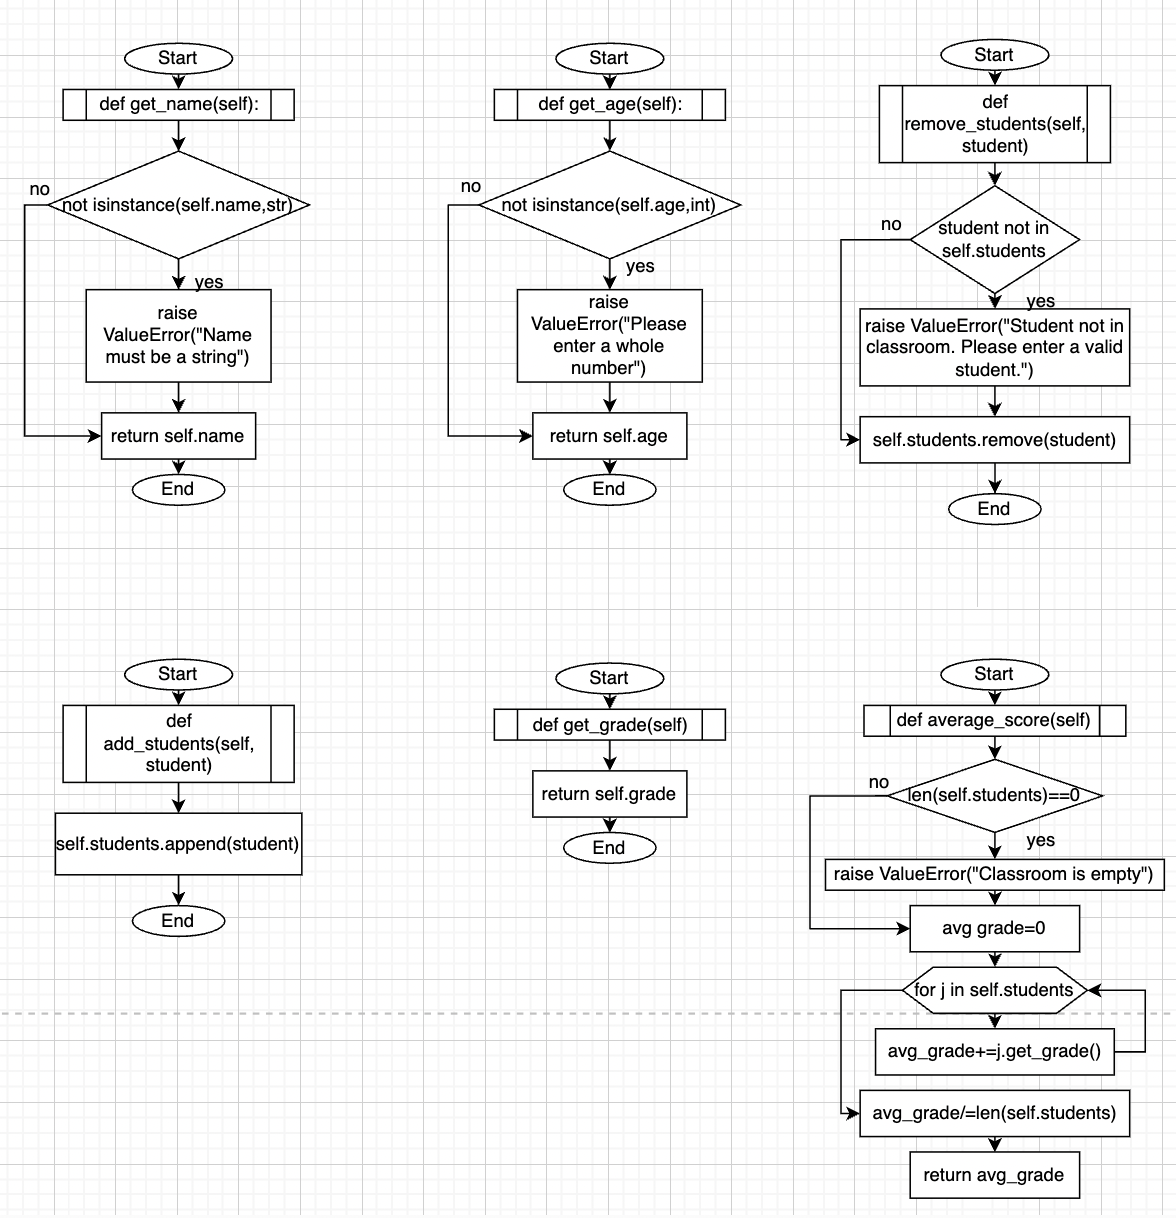 Start
def get_name(self):
no
not isinstance(self.name,str)
yes
raise
ValueError("Name
must be a string")
return self.name
End
Start
def get_age(self):
no
not isinstance(self.age,int)
yes
raise
ValueError("Please
enter a whole
number")
return self.age
End
Start
def
remove_students(self,
student)
no
student not in
self.students
yes
raise ValueError("Student not in
classroom. Please enter a valid
student.")
self.students.remove(student)
End
Start
def
add_students(self,
student)
self.students.append(student)
End
Start
def get_grade(self)
return self.grade
End
Start
def average_score(self)
no
len(self.students)==0
yes
raise ValueError("Classroom is empty")
avg grade=0
for j in self.students
avg_grade+=j.get_grade()
avg_grade/=len(self.students)
return avg_grade